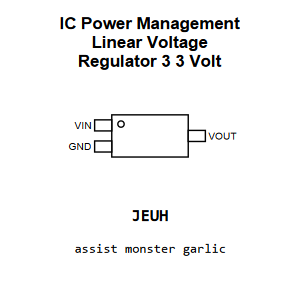 IC Power Management
Linear Voltage
Regulator 3 3 Volt
VIN
GND
VOUT
JEUH
assist monster garlic